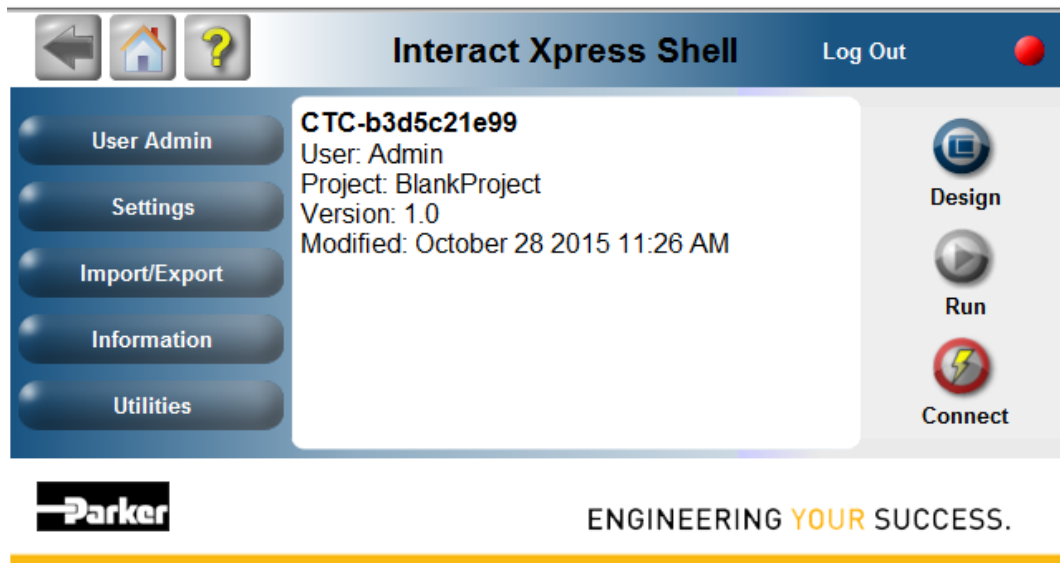 Interact Xpress Shell
Log Out
User Admin
Settings
Import/Export
Information
Utilities
CTC-b3d5c21e99
User: Admin
Project: BlankProject
Version: 1.0
Modified: October 28 2015 11:26 AM
Design
Run
Connect
Parker
ENGINEERING YOUR SUCCESS.